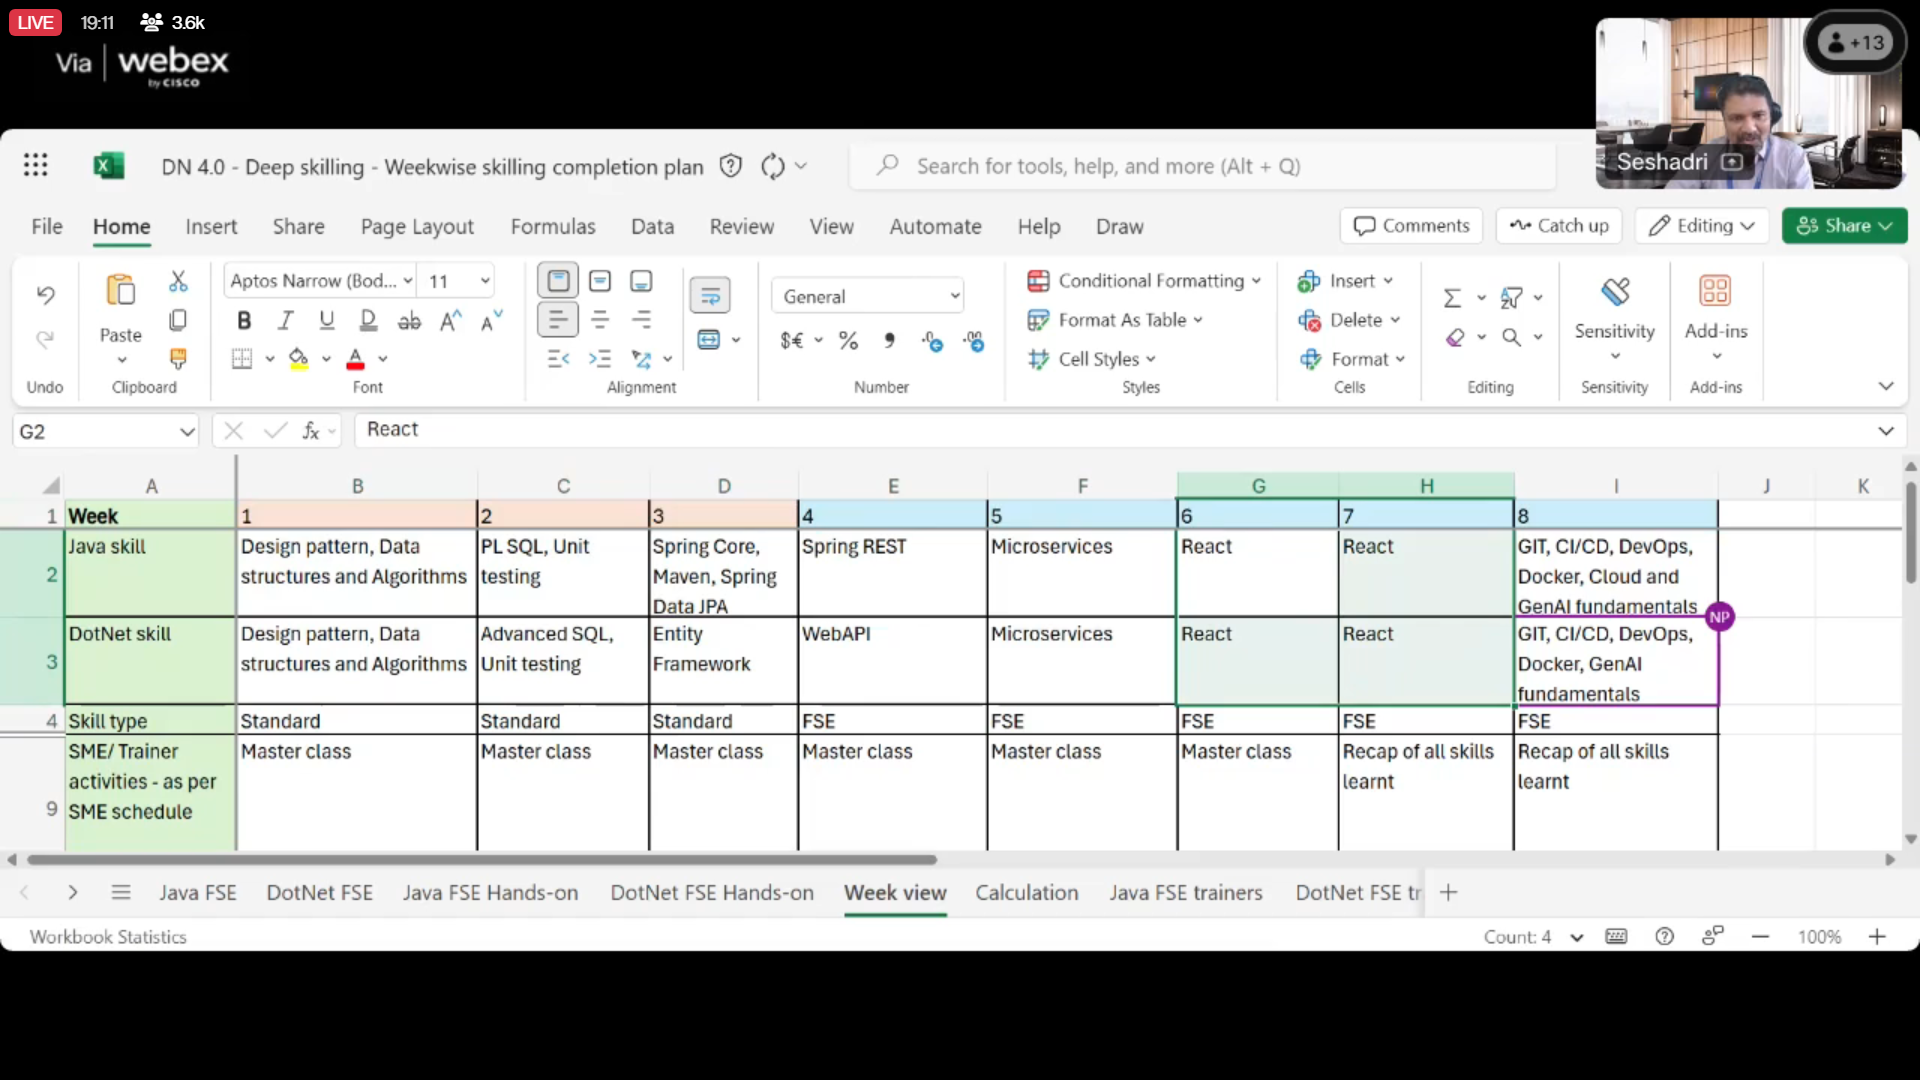 LIVE 19:11 3.6k
Via webex
by CISCO
+13
Seshadri
DN 4.0 - Deep skilling - Weekwise skilling completion plan
Search for tools, help, and more (Alt + Q)
File Home Insert Share Page Layout Formulas Data Review View Automate Help Draw
Comments Catch up Editing Share
Aptos Narrow (Bod... 11
General
Conditional Formatting
Insert
Paste
B I U D ab A A
Format As Table
Delete
Sensitivity
Add-ins
A
$€ % 9
Cell Styles
Format
Undo Clipboard Font Alignment Number Styles Cells Editing Sensitivity Add-ins
G2 fx React
A B C D E F G H I J K
1 Week 1 2 3 4 5 6 7 8
2
Java skill
Design pattern, Data
structures and Algorithms
PL SQL, Unit
testing
Spring Core,
Maven, Spring
Data JPA
Spring REST
Microservices
React
React
GIT, CI/CD, DevOps,
Docker, Cloud and
GenAI fundamentals
NP
3
DotNet skill
Design pattern, Data
structures and Algorithms
Advanced SQL,
Unit testing
Entity
Framework
WebAPI
Microservices
React
React
GIT, CI/CD, DevOps,
Docker, GenAI
fundamentals
4 Skill type Standard Standard Standard FSE FSE FSE FSE FSE
9
SME/ Trainer
activities - as per
SME schedule
Master class
Master class
Master class
Master class
Master class
Master class
Recap of all skills
learnt
Recap of all skills
learnt
Java FSE DotNet FSE Java FSE Hands-on DotNet FSE Hands-on Week view Calculation Java FSE trainers DotNet FSE tr
Workbook Statistics
Count: 4 100%